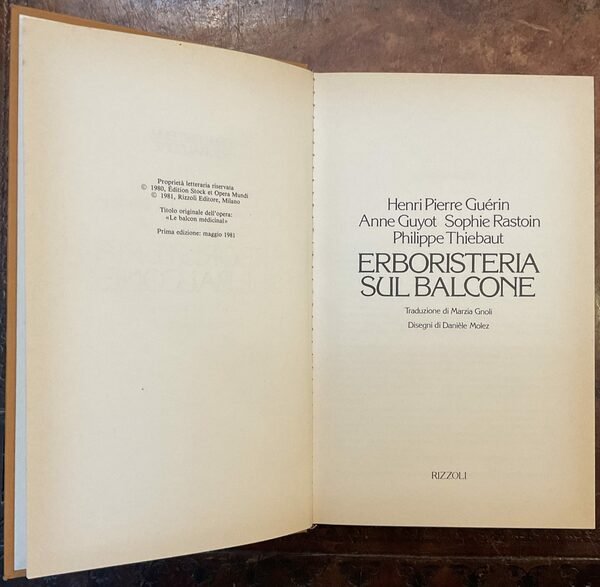 Proprietà letteraria riservata
© 1980, Édition Stock et Opera Mundi
© 1981, Rizzoli Editore, Milano
Titolo originale dell'opera:
«Le balcon médicinal»
Prima edizione: maggio 1981
Henri Pierre Guérin
Anne Guyot Sophie Rastoin
Philippe Thiebaut
ERBORISTERIA
SUL BALCONE
Traduzione di Marzia Gnoli
Disegni di Danièle Molez
RIZZOLI